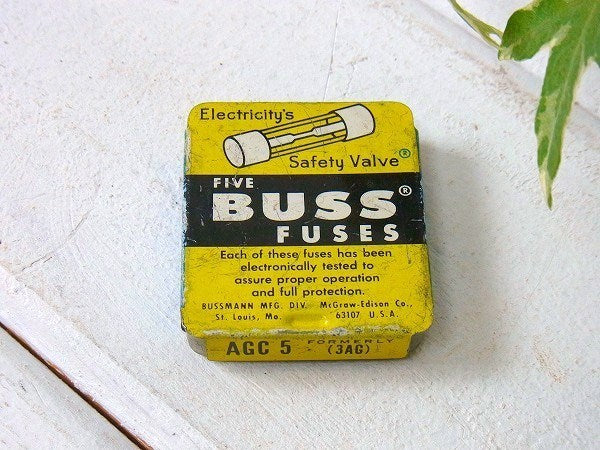 Electricity's
Safety Valve®
FIVE
BUSS®
FUSES
Each of these fuses has been
electronically tested to
assure proper operation
and full protection.
BUSSMANN MFG. DIV. McGraw-Edison Co.,
St. Louis, Mo. 63107 U.S.A.
AGC 5 FORMERLY (3AG)